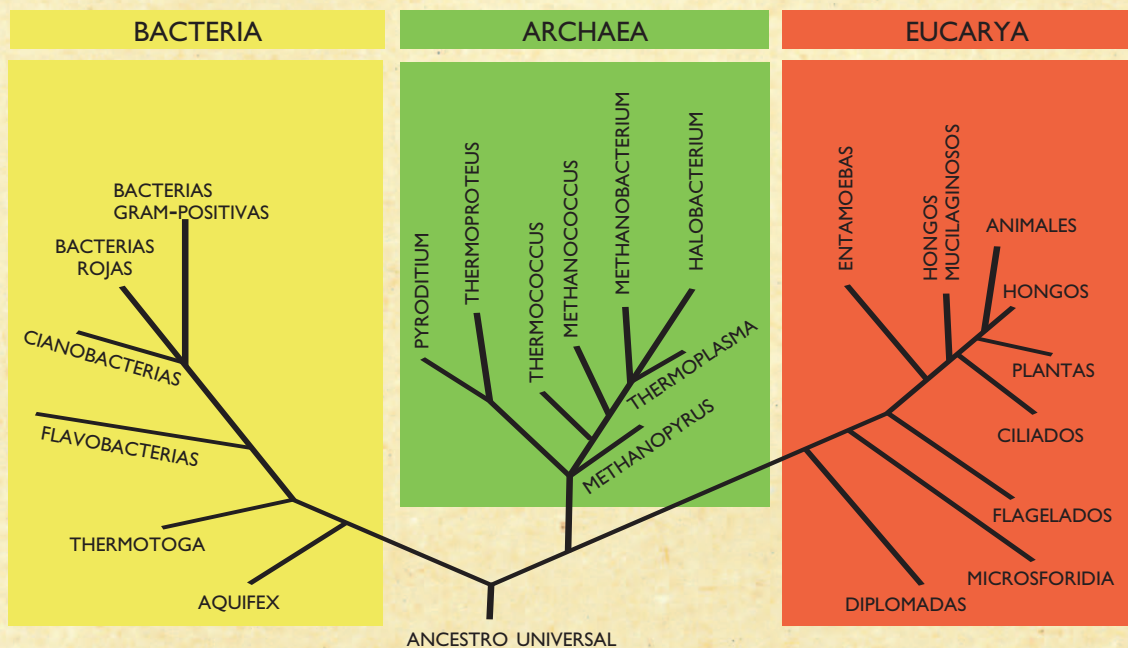 BACTERIA
ARCHAEA
EUCARYA
BACTERIAS
GRAM-POSITIVAS
BACTERIAS
ROJAS
CIANOBACTERIAS
FLAVOBACTERIAS
THERMOTOGA
AQUIFEX
PYRODITIUM
THERMOPROTEUS
THERMOCOCCUS
METHANOCOCCUS
METHANOBACTERIUM
HALOBACTERIUM
THERMOPLASMA
METHANOPYRUS
ENTAMOEBAS
HONGOS
MUCILAGINOSOS
ANIMALES
HONGOS
PLANTAS
CILIADOS
FLAGELADOS
MICROSFORIDIA
DIPLOMADAS
ANCESTRO UNIVERSAL